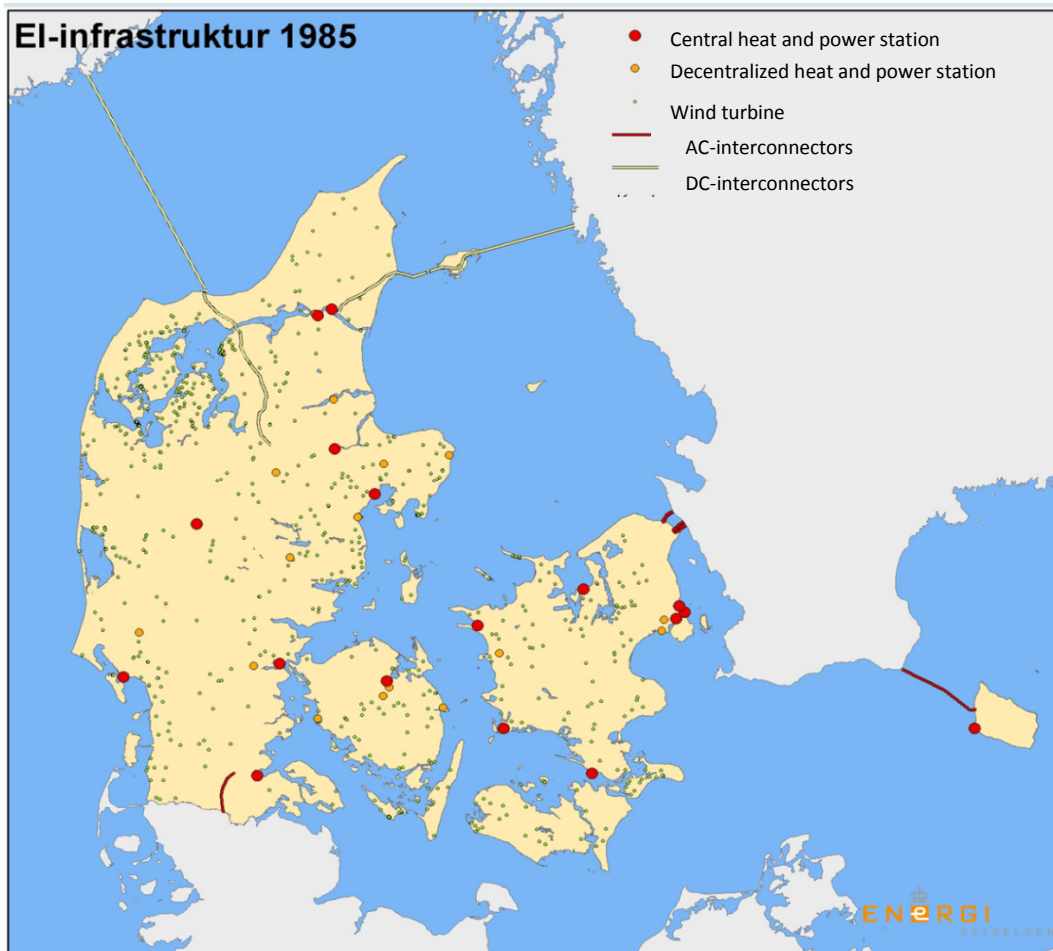 El-infrastruktur 1985
Central heat and power station
Decentralized heat and power station
Wind turbine
AC-interconnectors
DC-interconnectors
ENERGI
STYRELSEN